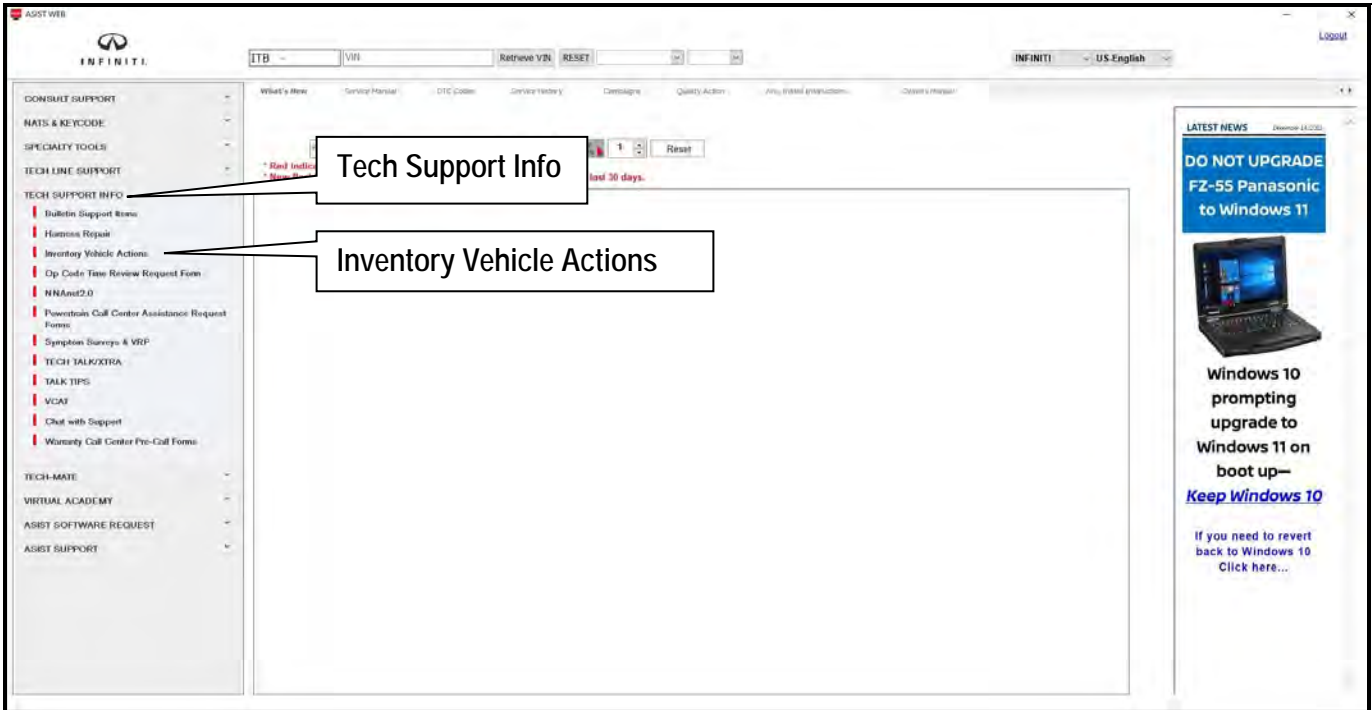 ASIST WEB
Logout
INFINITI
ITB
VIN
Retrieve VIN
RESET
INFINITI
US-English
CONSULT SUPPORT
NATS & KEYCODE
SPECIALTY TOOLS
TECH LINE SUPPORT
TECH SUPPORT INFO
Bulletin Support Items
Harness Repair
Inventory Vehicle Actions
Op Code Time Review Request Form
NNAnet2.0
Powertrain Call Center Assistance Request
Forms
Symptom Surveys & VRP
TECH TALK/XTRA
TALK TIPS
VCAT
Chat with Support
Warranty Call Center Pre-Call Forms
TECH-MATE
VIRTUAL ACADEMY
ASIST SOFTWARE REQUEST
ASIST SUPPORT
What's New
Service Manual
DTC Codes
Service History
Campaigns
Quality Action
Owner's Manual
1
Reset
* Red Indica
last 30 days.
Tech Support Info
Inventory Vehicle Actions
LATEST NEWS
DO NOT UPGRADE
FZ-55 Panasonic
to Windows 11
Windows 10
prompting
upgrade to
Windows 11 on
boot up—
Keep Windows 10
If you need to revert
back to Windows 10
Click here...